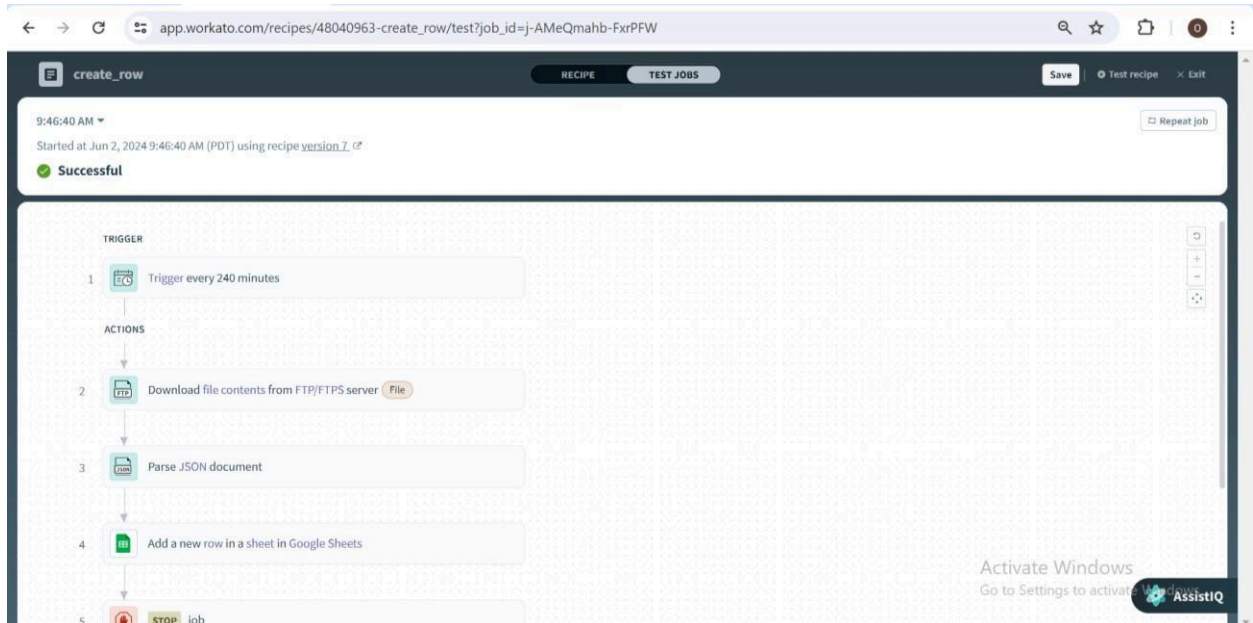 app.workato.com/recipes/48040963-create_row/test?job_id=j-AMeQmahb-FxrPFW
O
create_row
RECIPE
TEST JOBS
Save
Test recipe
Exit
9:46:40 AM
Repeat job
Started at Jun 2, 2024 9:46:40 AM (PDT) using recipe version 7
Successful
TRIGGER
1 Trigger every 240 minutes
ACTIONS
2 FTP Download file contents from FTP/FTPS server File
3 JSON Parse JSON document
4 Add a new row in a sheet in Google Sheets
Activate Windows
Go to Settings to activate Windows.
AssistIQ
5 STOP job